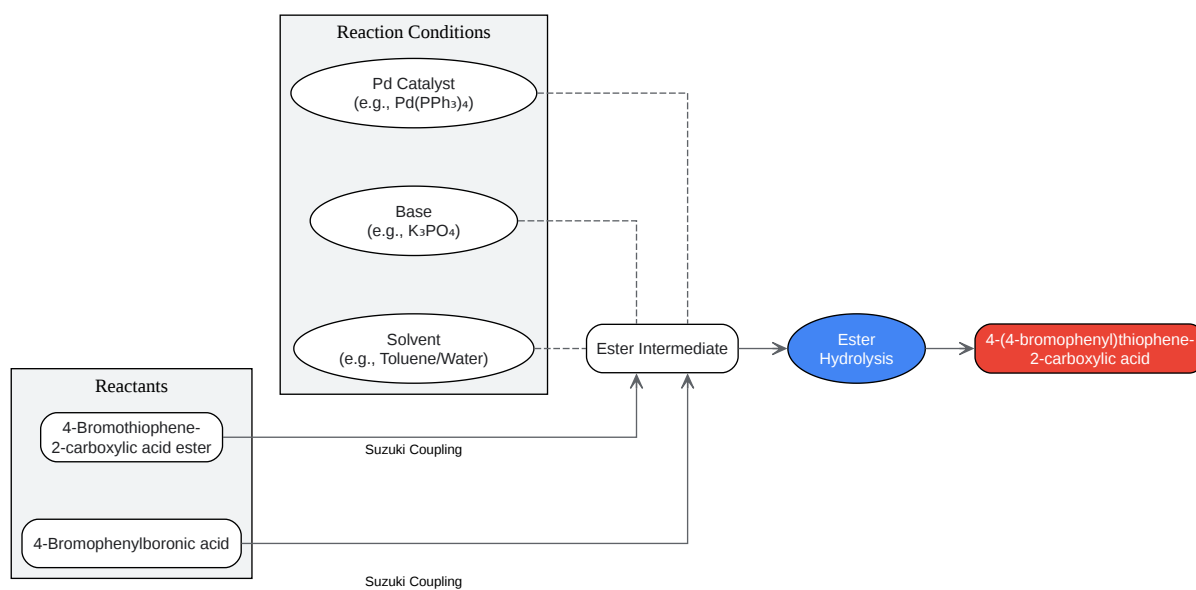 Reaction Conditions
Pd Catalyst
(e.g., Pd(PPh₃)₄)
Base
(e.g., K₃PO₄)
Solvent
(e.g., Toluene/Water)
Ester Intermediate
Ester
Hydrolysis
4-(4-bromophenyl)thiophene-
2-carboxylic acid
Reactants
4-Bromothiophene-
2-carboxylic acid ester
Suzuki Coupling
4-Bromophenylboronic acid
Suzuki Coupling